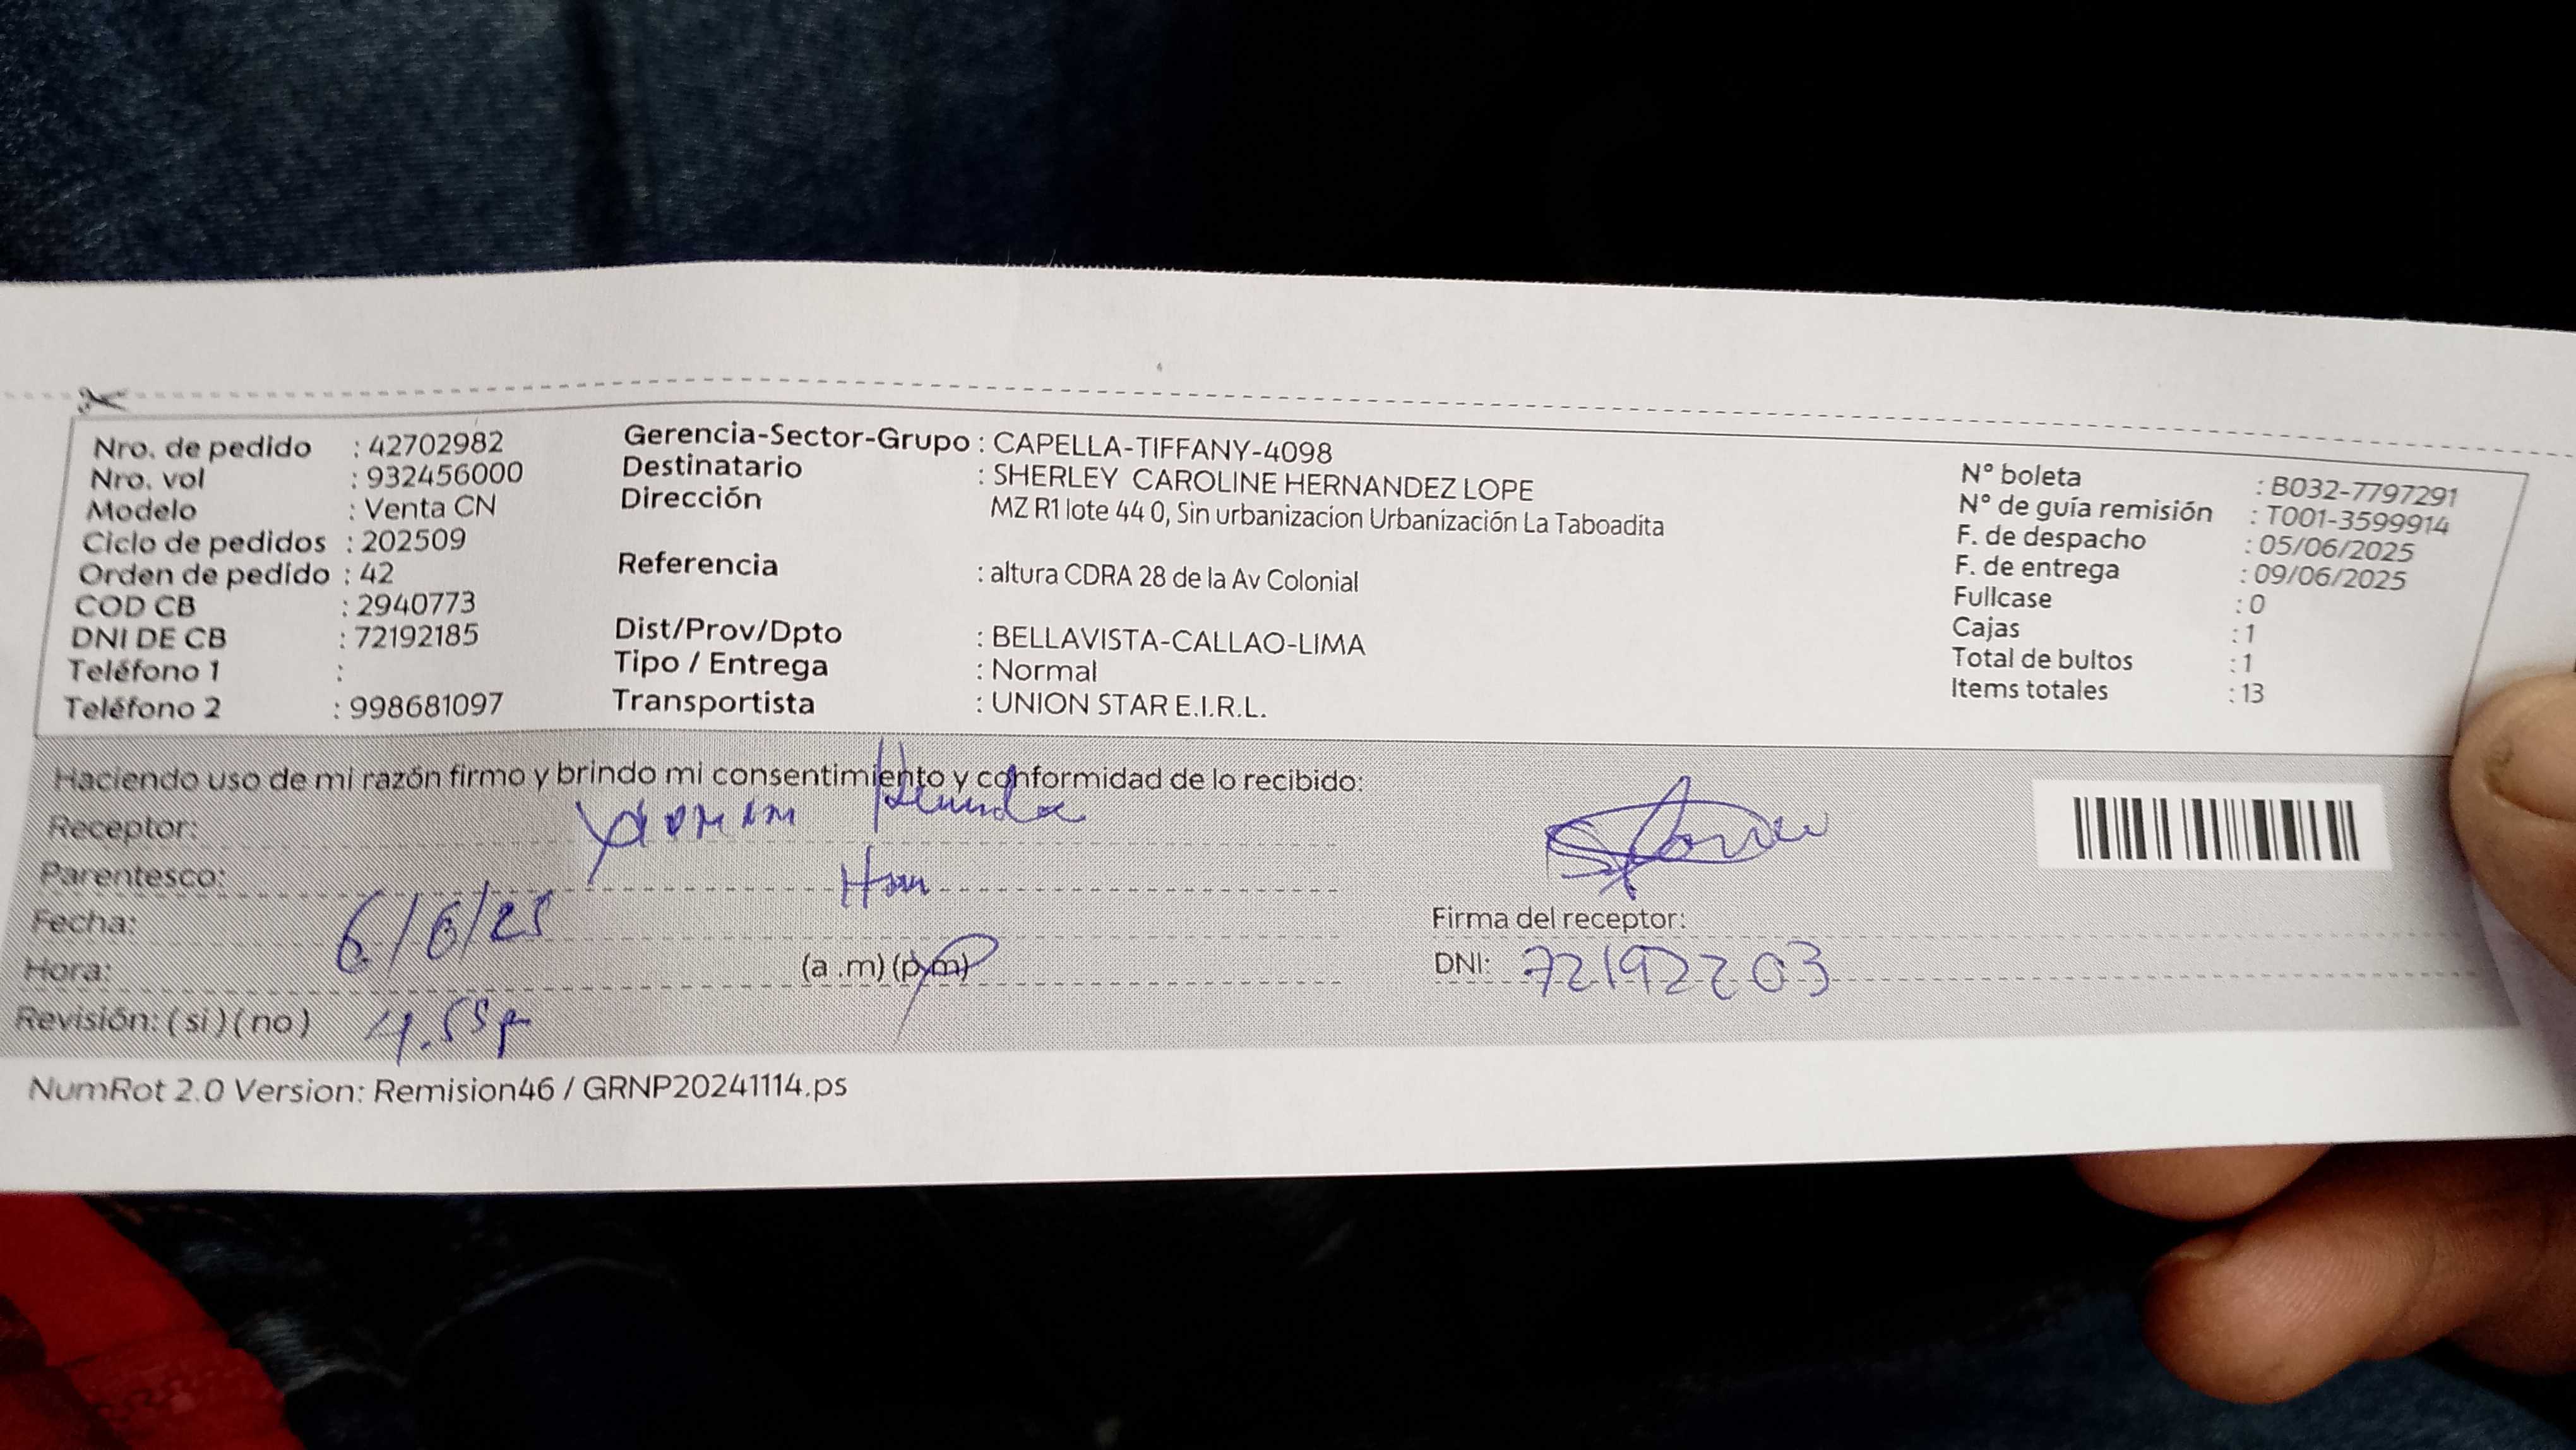 Nro. de pedido : 42702982
Nro. vol : 932456000
Modelo : Venta CN
Ciclo de pedidos : 202509
Orden de pedido : 42
COD CB : 2940773
DNI DE CB : 72192185
Teléfono 1 :
Teléfono 2 : 998681097
Gerencia-Sector-Grupo : CAPELLA-TIFFANY-4098
Destinatario : SHERLEY CAROLINE HERNANDEZ LOPE
Dirección MZ R1 lote 44 0, Sin urbanizacion Urbanización La Taboadita
Referencia : altura CDRA 28 de la Av Colonial
Dist/Prov/Dpto : BELLAVISTA-CALLAO-LIMA
Tipo / Entrega : Normal
Transportista : UNION STAR E.I.R.L.
N° boleta : B032-7797291
N° de guía remisión : T001-3599914
F. de despacho : 05/06/2025
F. de entrega : 09/06/2025
Fullcase : 0
Cajas : 1
Total de bultos : 1
Items totales : 13
Haciendo uso de mi razón firmo y brindo mi consentimiento y conformidad de lo recibido:
Receptor:
Parentesco:
Fecha: 6/6/25
Hora: (a .m) (p.m)
Revisión: (si) (no) 4.55p
Firma del receptor:
DNI: 72192203
NumRot 2.0 Version: Remision46 / GRNP20241114.ps